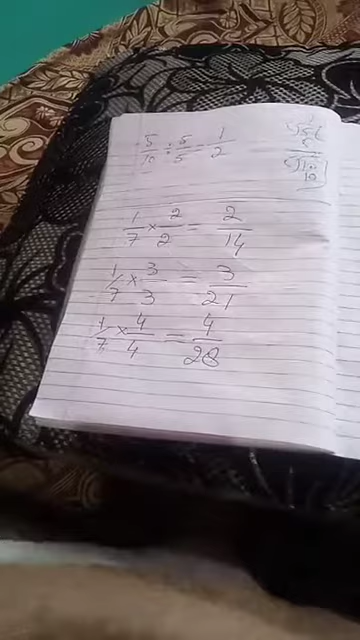 5/10 ÷ 5/5 = 1/2
1/7 × 2/2 = 2/14
1/7 × 3/3 = 3/21
1/7 × 4/4 = 4/28